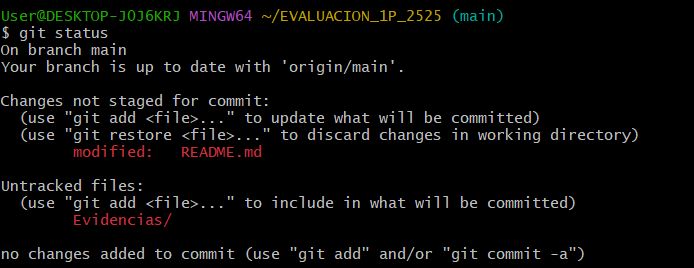 User@DESKTOP-J0J6KRJ MINGW64 ~/EVALUACION_1P_2525 (main)
$ git status
On branch main
Your branch is up to date with 'origin/main'.
Changes not staged for commit:
(use "git add <file>..." to update what will be committed)
(use "git restore <file>..." to discard changes in working directory)
modified: README.md
Untracked files:
(use "git add <file>..." to include in what will be committed)
Evidencias/
no changes added to commit (use "git add" and/or "git commit -a")